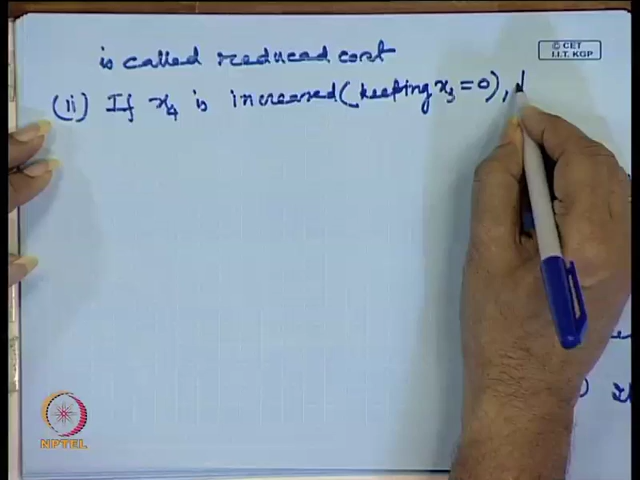 © CET
I.I.T. KGP
is called reduced cost
(ii) If x₄ is increased (keeping x₃ = 0),
NPTEL